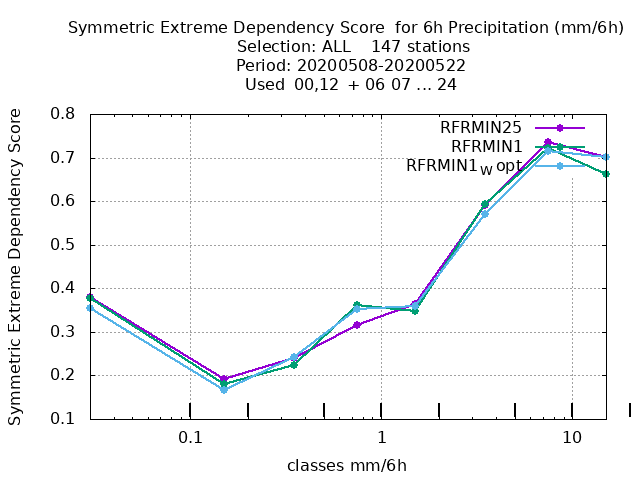 Symmetric Extreme Dependency Score for 6h Precipitation (mm/6h)
Selection: ALL 147 stations
Period: 20200508-20200522
Used 00,12 + 06 07 ... 24
Symmetric Extreme Dependency Score
0.8
0.7
0.6
0.5
0.4
0.3
0.2
0.1
RFRMIN25
RFRMIN1
RFRMIN1W opt
0.1
1
10
classes mm/6h